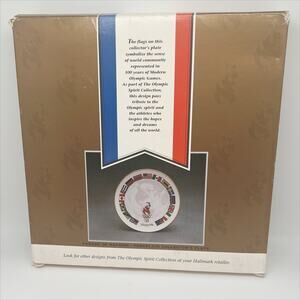 The flags on this
collector's plate
symbolize the sense
of world community
represented in
100 years of Modern
Olympic Games.
As part of The Olympic
Spirit Collection,
this design pays
tribute to the
Olympic spirit and
the athletes who
inspire the hopes
and dreams
of all the world.
Look for other designs from The Olympic Spirit Collection at your Hallmark retailer.